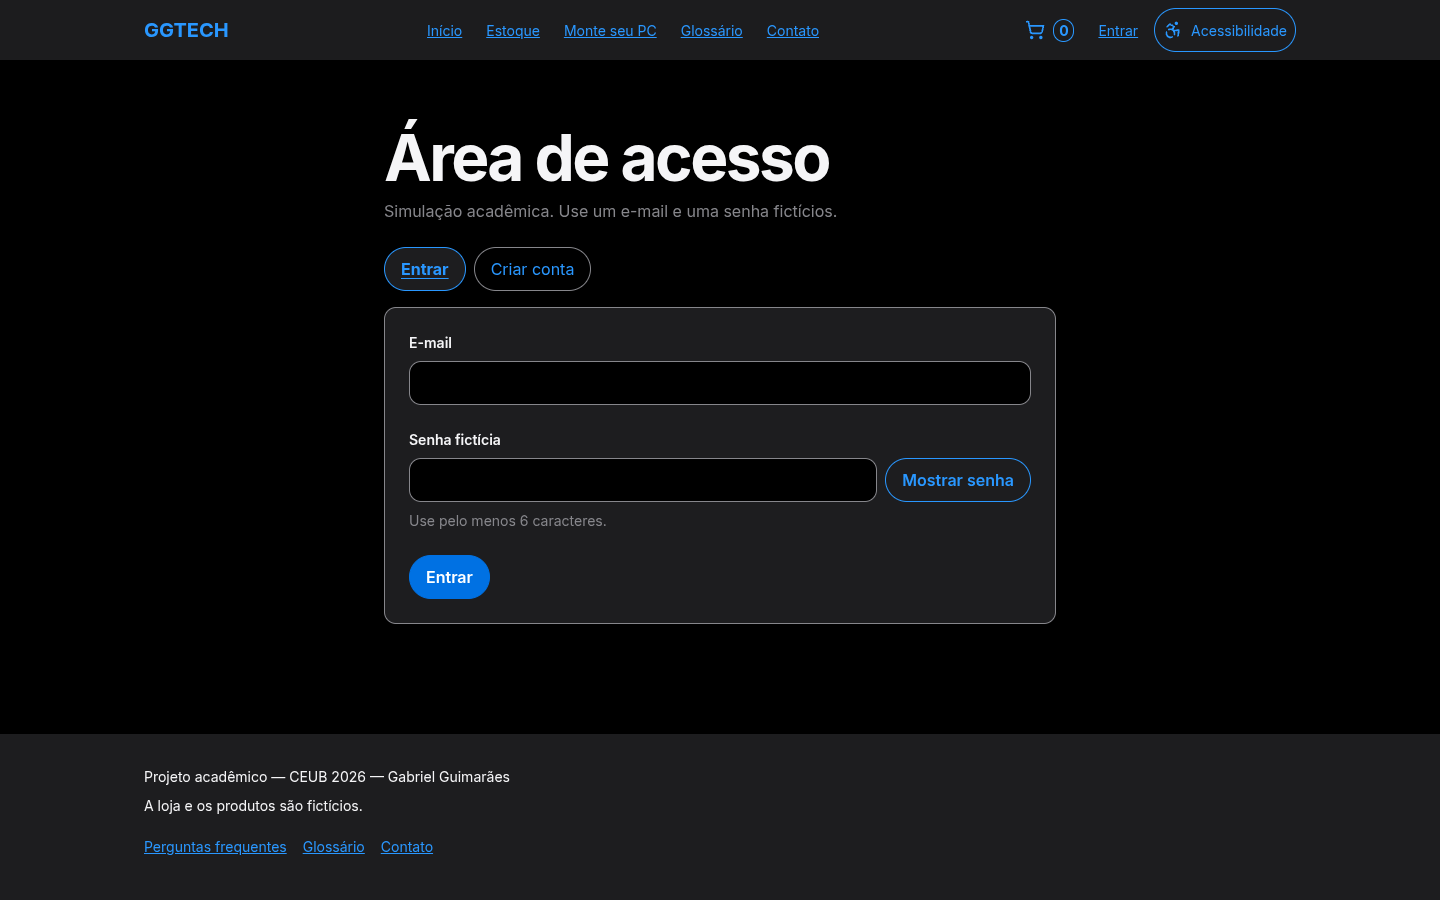 GGTECH
Início Estoque Monte seu PC Glossário Contato
0 Entrar Acessibilidade
Área de acesso
Simulação acadêmica. Use um e-mail e uma senha fictícios.
Entrar Criar conta
E-mail
Senha fictícia
Mostrar senha
Use pelo menos 6 caracteres.
Entrar
Projeto acadêmico — CEUB 2026 — Gabriel Guimarães
A loja e os produtos são fictícios.
Perguntas frequentes Glossário Contato